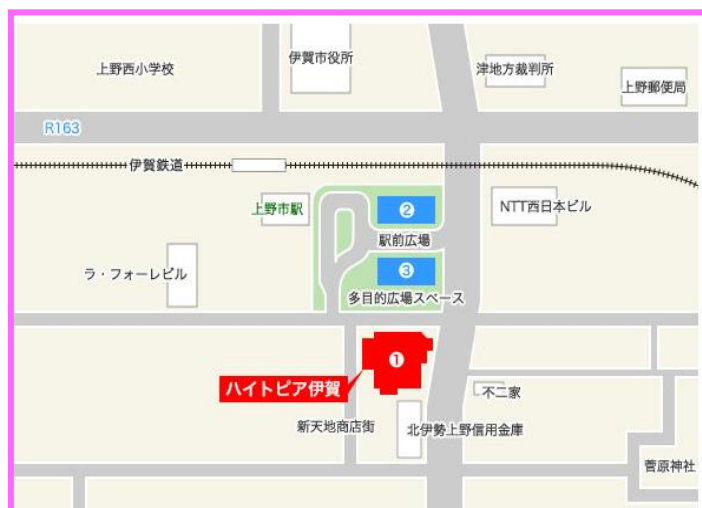 伊賀市役所
上野西小学校
津地方裁判所
上野郵便局
R163
伊賀鉄道
上野市駅
❷
NTT西日本ビル
駅前広場
❸
ラ・フォーレビル
多目的広場スペース
❶
ハイトピア伊賀
不二家
新天地商店街
北伊勢上野信用金庫
菅原神社